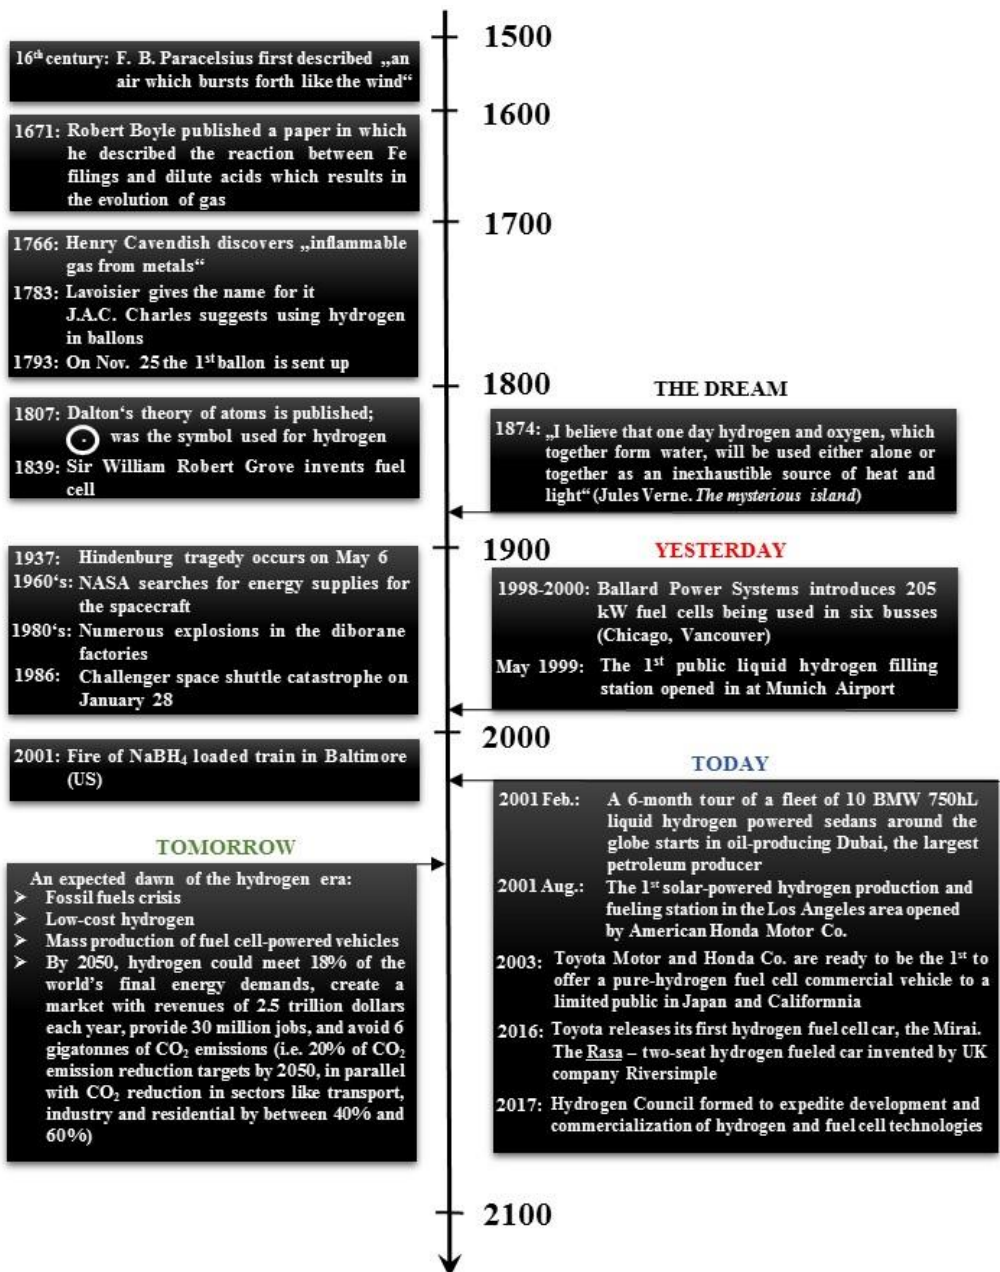 1500
16th century: F. B. Paracelsius first described „an
air which bursts forth like the wind“
1600
1671: Robert Boyle published a paper in which
he described the reaction between Fe
filings and dilute acids which results in
the evolution of gas
1700
1766: Henry Cavendish discovers „inflammable
gas from metals“
1783: Lavoisier gives the name for it
J.A.C. Charles suggests using hydrogen
in ballons
1793: On Nov. 25 the 1st ballon is sent up
1800
1807: Dalton‘s theory of atoms is published;
was the symbol used for hydrogen
1839: Sir William Robert Grove invents fuel
cell
THE DREAM
1874: „I believe that one day hydrogen and oxygen, which
together form water, will be used either alone or
together as an inexhaustible source of heat and
light“ (Jules Verne. The mysterious island)
1900
1937: Hindenburg tragedy occurs on May 6
1960‘s: NASA searches for energy supplies for
the spacecraft
1980‘s: Numerous explosions in the diborane
factories
1986: Challenger space shuttle catastrophe on
January 28
YESTERDAY
1998-2000: Ballard Power Systems introduces 205
kW fuel cells being used in six busses
(Chicago, Vancouver)
May 1999: The 1st public liquid hydrogen filling
station opened in at Munich Airport
2000
2001: Fire of NaBH4 loaded train in Baltimore
(US)
TODAY
2001 Feb.: A 6-month tour of a fleet of 10 BMW 750hL
liquid hydrogen powered sedans around the
globe starts in oil-producing Dubai, the largest
petroleum producer
2001 Aug.: The 1st solar-powered hydrogen production and
fueling station in the Los Angeles area opened
by American Honda Motor Co.
2003: Toyota Motor and Honda Co. are ready to be the 1st to
offer a pure-hydrogen fuel cell commercial vehicle to a
limited public in Japan and Califormnia
2016: Toyota releases its first hydrogen fuel cell car, the Mirai.
The Rasa – two-seat hydrogen fueled car invented by UK
company Riversimple
2017: Hydrogen Council formed to expedite development and
commercialization of hydrogen and fuel cell technologies
TOMORROW
An expected dawn of the hydrogen era:
➢ Fossil fuels crisis
➢ Low-cost hydrogen
➢ Mass production of fuel cell-powered vehicles
➢ By 2050, hydrogen could meet 18% of the
world’s final energy demands, create a
market with revenues of 2.5 trillion dollars
each year, provide 30 million jobs, and avoid 6
gigatonnes of CO2 emissions (i.e. 20% of CO2
emission reduction targets by 2050, in parallel
with CO2 reduction in sectors like transport,
industry and residential by between 40% and
60%)
2100